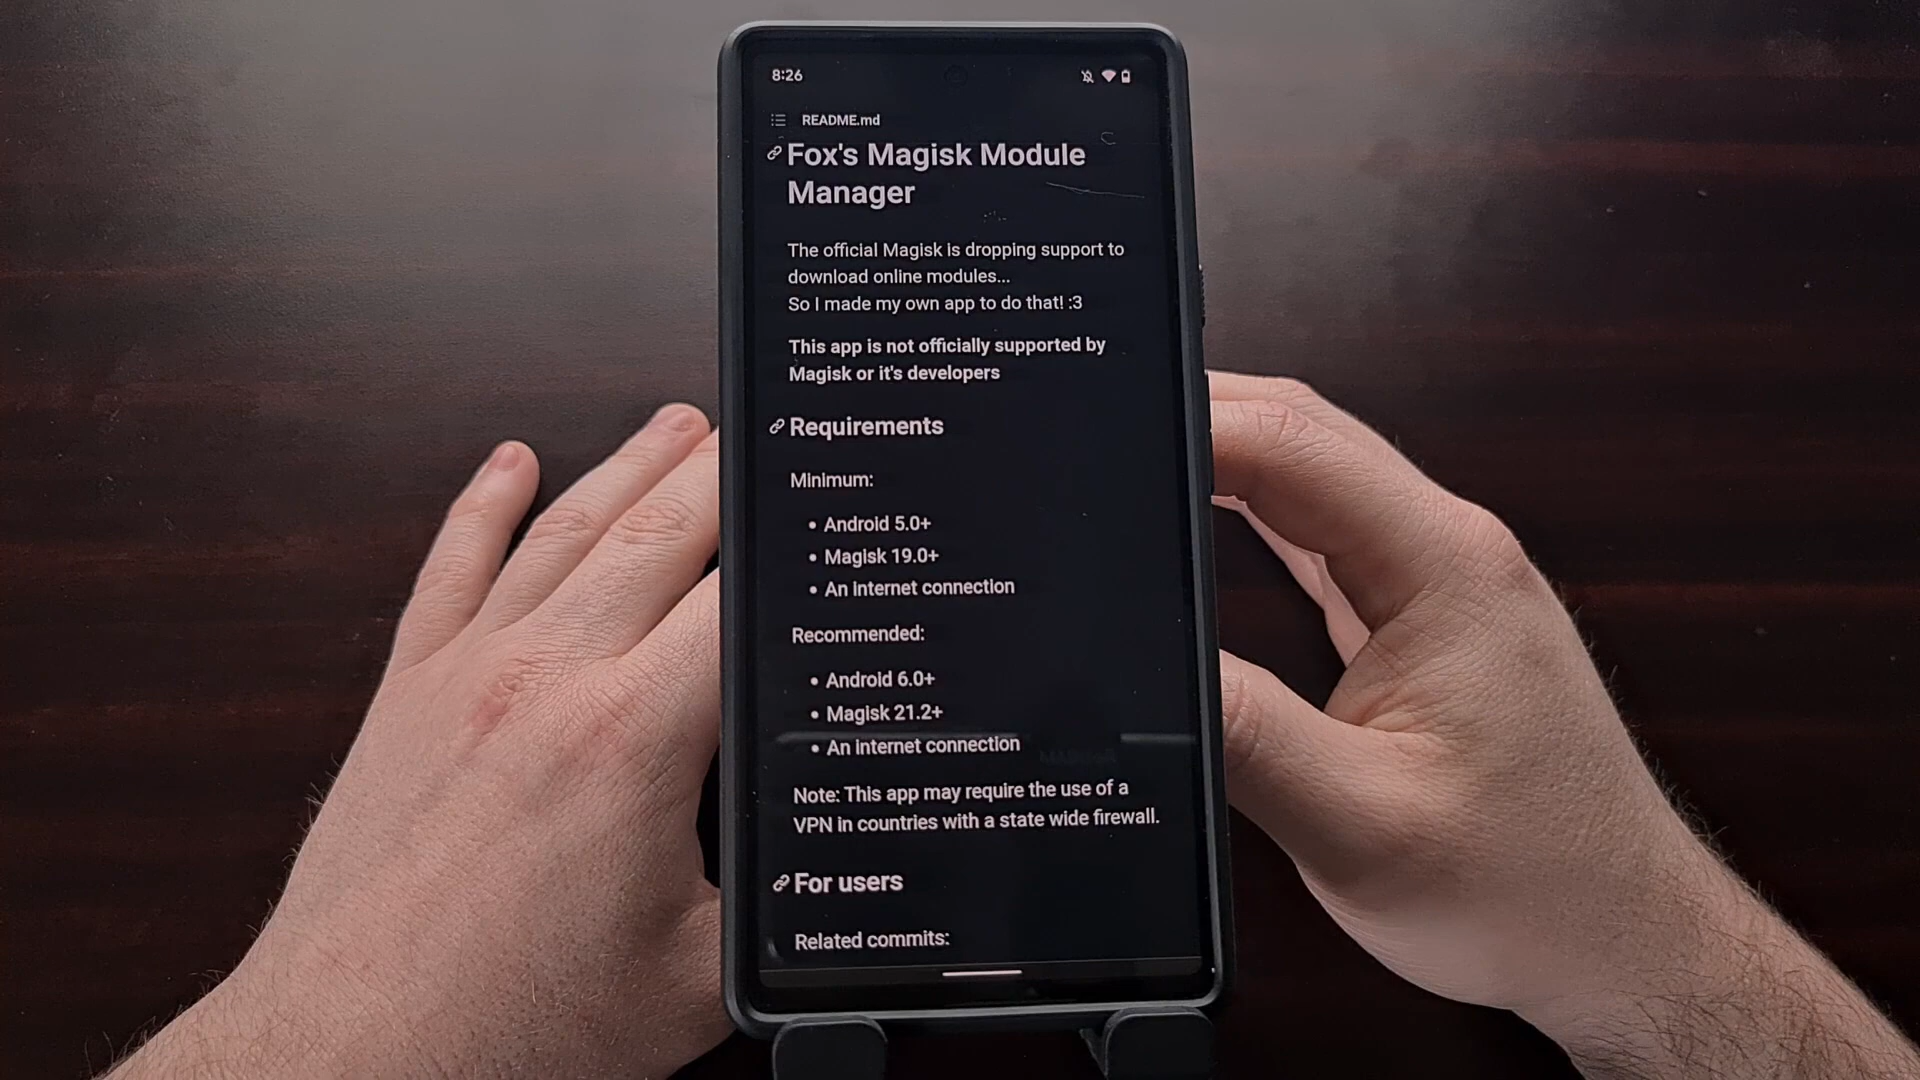 8:26
README.md
Fox's Magisk Module
Manager
The official Magisk is dropping support to
download online modules...
So I made my own app to do that! :3
This app is not officially supported by
Magisk or it's developers
Requirements
Minimum:
• Android 5.0+
• Magisk 19.0+
• An internet connection
Recommended:
• Android 6.0+
• Magisk 21.2+
• An internet connection
Note: This app may require the use of a
VPN in countries with a state wide firewall.
For users
Related commits: